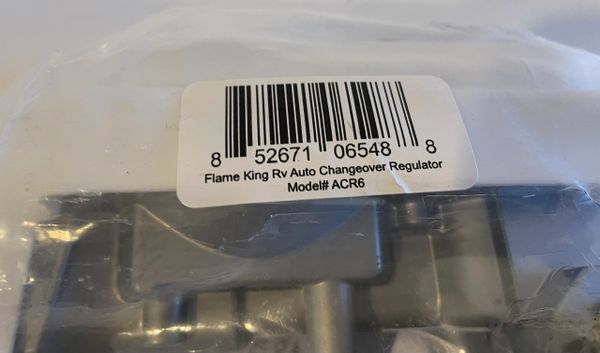 8 52671 06548 8
Flame King Rv Auto Changeover Regulator
Model# ACR6